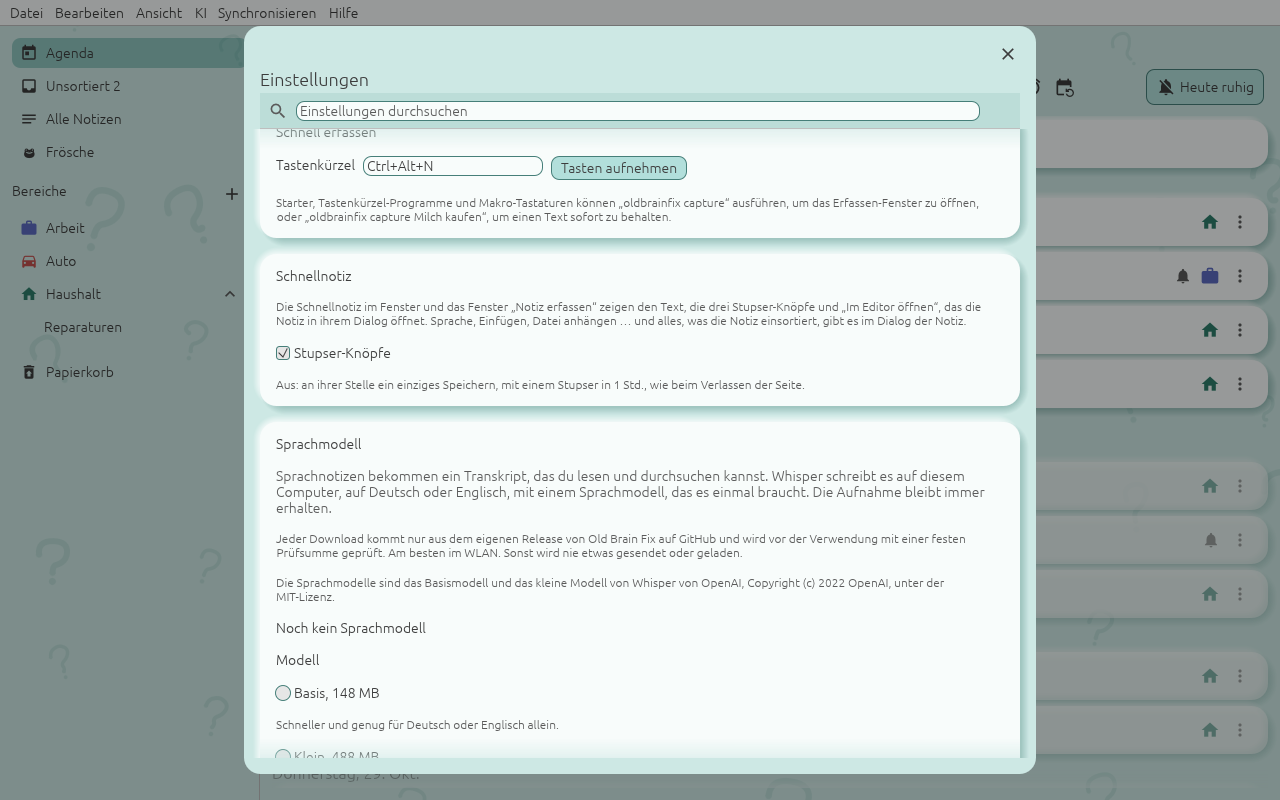 Datei Bearbeiten Ansicht KI Synchronisieren Hilfe
Agenda
Unsortiert 2
Alle Notizen
Frösche
Bereiche
Arbeit
Auto
Haushalt
Reparaturen
Papierkorb
Heute ruhig
Einstellungen
Einstellungen durchsuchen
Schnell erfassen
Tastenkürzel Ctrl+Alt+N Tasten aufnehmen
Starter, Tastenkürzel-Programme und Makro-Tastaturen können „oldbrainfix capture“ ausführen, um das Erfassen-Fenster zu öffnen,
oder „oldbrainfix capture Milch kaufen“, um einen Text sofort zu behalten.
Schnellnotiz
Die Schnellnotiz im Fenster und das Fenster „Notiz erfassen“ zeigen den Text, die drei Stupser-Knöpfe und „Im Editor öffnen“, das die
Notiz in ihrem Dialog öffnet. Sprache, Einfügen, Datei anhängen … und alles, was die Notiz einsortiert, gibt es im Dialog der Notiz.
Stupser-Knöpfe
Aus: an ihrer Stelle ein einziges Speichern, mit einem Stupser in 1 Std., wie beim Verlassen der Seite.
Sprachmodell
Sprachnotizen bekommen ein Transkript, das du lesen und durchsuchen kannst. Whisper schreibt es auf diesem
Computer, auf Deutsch oder Englisch, mit einem Sprachmodell, das es einmal braucht. Die Aufnahme bleibt immer
erhalten.
Jeder Download kommt nur aus dem eigenen Release von Old Brain Fix auf GitHub und wird vor der Verwendung mit einer festen
Prüfsumme geprüft. Am besten im WLAN. Sonst wird nie etwas gesendet oder geladen.
Die Sprachmodelle sind das Basismodell und das kleine Modell von Whisper von OpenAI, Copyright (c) 2022 OpenAI, unter der
MIT-Lizenz.
Noch kein Sprachmodell
Modell
Basis, 148 MB
Schneller und genug für Deutsch oder Englisch allein.
Klein, 488 MB
Donnerstag, 29. Okt.